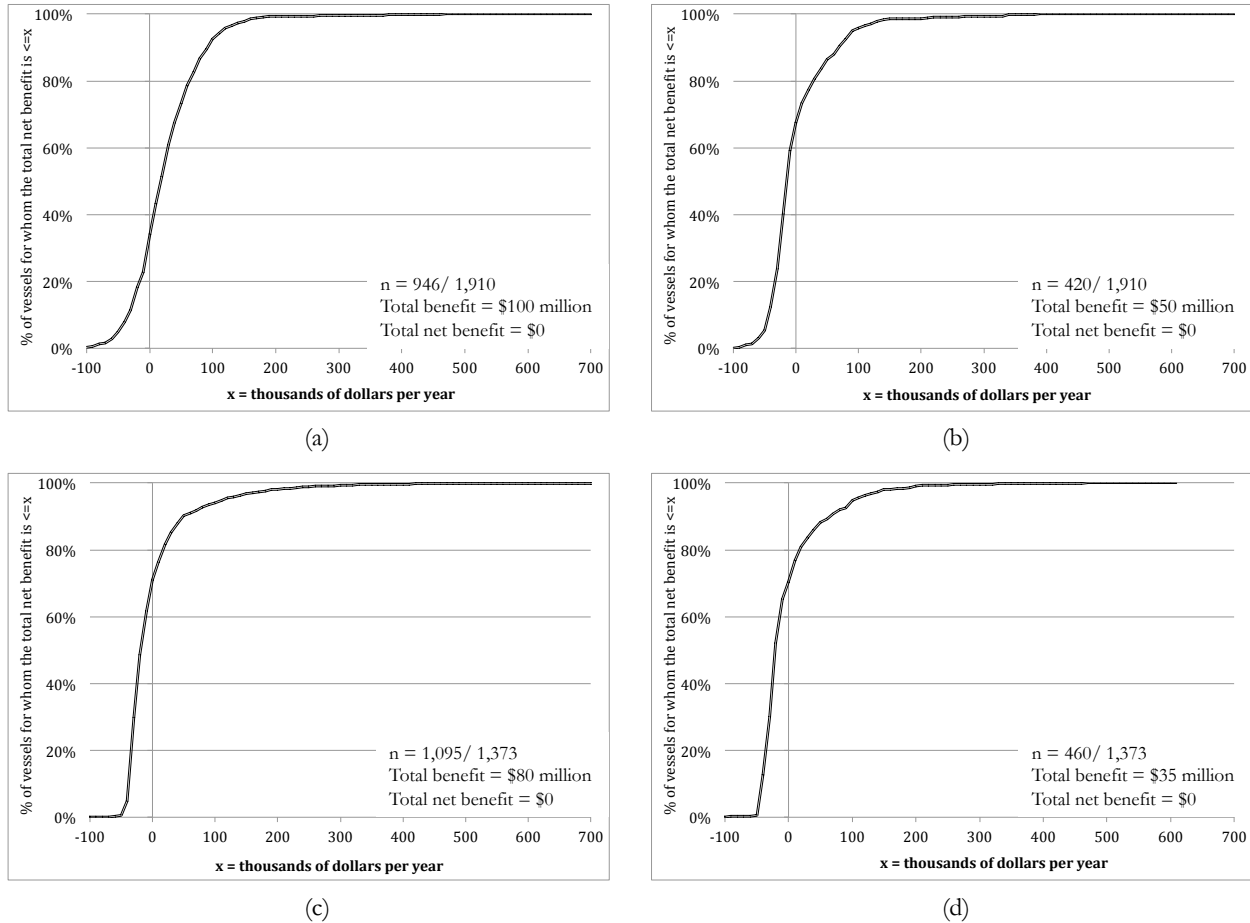 % of vessels for whom the total net benefit is <=x
100%
80%
60%
40%
20%
0%
-100 0 100 200 300 400 500 600 700
x = thousands of dollars per year
n = 946/ 1,910
Total benefit = $100 million
Total net benefit = $0
(a)
% of vessels for whom the total net benefit is <=x
100%
80%
60%
40%
20%
0%
-100 0 100 200 300 400 500 600 700
x = thousands of dollars per year
n = 420/ 1,910
Total benefit = $50 million
Total net benefit = $0
(b)
% of vessels for whom the total net benefit is <=x
100%
80%
60%
40%
20%
0%
-100 0 100 200 300 400 500 600 700
x = thousands of dollars per year
n = 1,095/ 1,373
Total benefit = $80 million
Total net benefit = $0
(c)
% of vessels for whom the total net benefit is <=x
100%
80%
60%
40%
20%
0%
-100 0 100 200 300 400 500 600 700
x = thousands of dollars per year
n = 460/ 1,373
Total benefit = $35 million
Total net benefit = $0
(d)